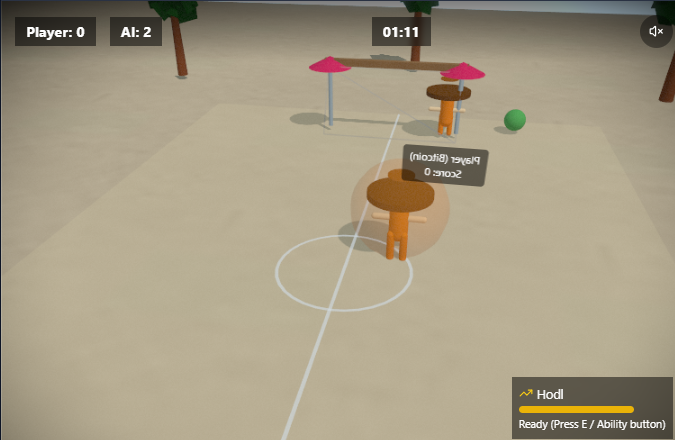 Player: 0
AI: 2
01:11
Player (Bitcoin)
Score: 0
Hodl
Ready (Press E / Ability button)